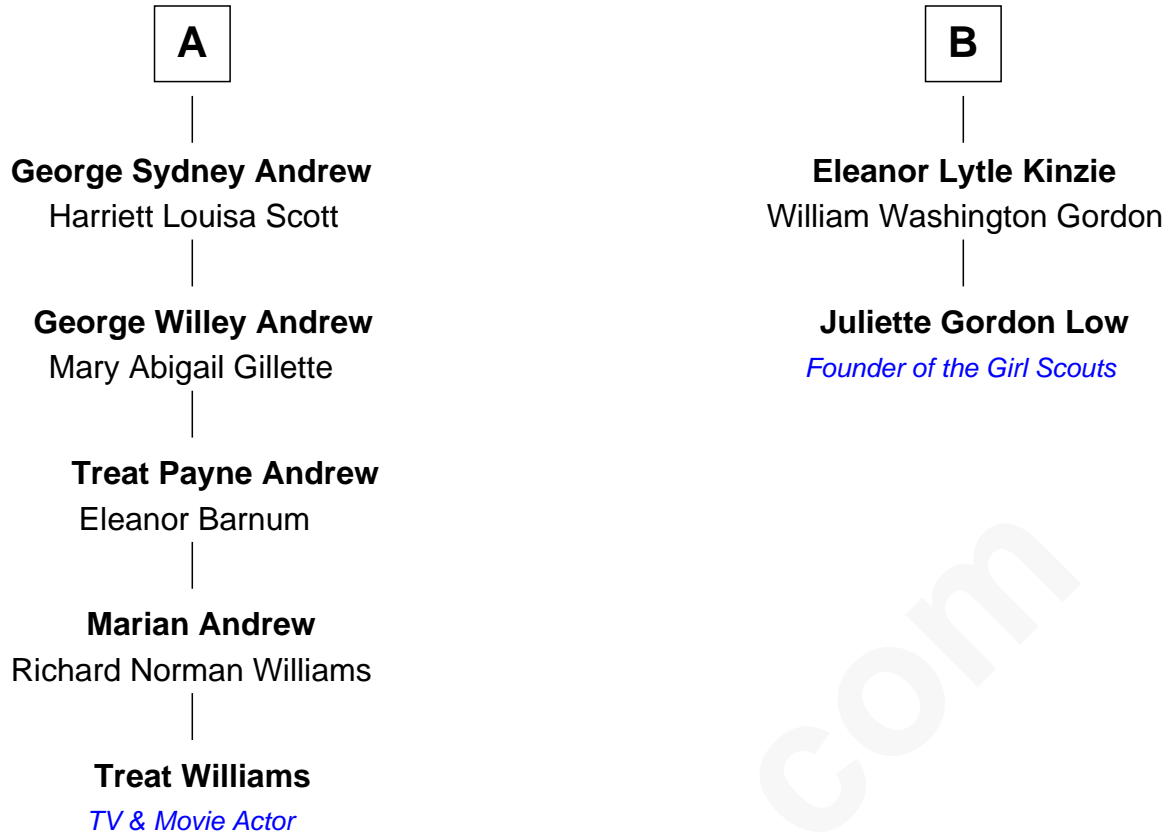 A
George Sydney Andrew
Harriett Louisa Scott
George Willey Andrew
Mary Abigail Gillette
Treat Payne Andrew
Eleanor Barnum
Marian Andrew
Richard Norman Williams
Treat Williams
TV & Movie Actor
B
Eleanor Lytle Kinzie
William Washington Gordon
Juliette Gordon Low
Founder of the Girl Scouts
com